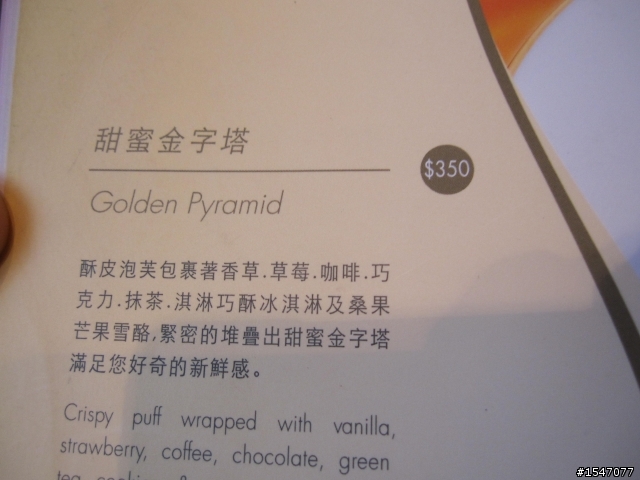 甜蜜金字塔
$350
Golden Pyramid
酥皮泡芙包裹著香草.草莓.咖啡.巧
克力.抹茶.淇淋巧酥冰淇淋及桑果
芒果雪酪,緊密的堆疊出甜蜜金字塔
滿足您好奇的新鮮感。
Crispy puff wrapped with vanilla,
strawberry, coffee, chocolate, green
#1547077